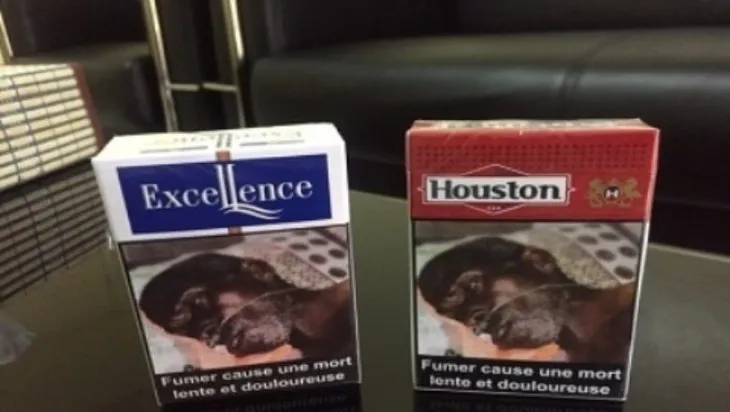 Excellence
Fumer cause une mort
lente et douloureuse
Houston
H
Fumer cause une mort
lente et douloureuse